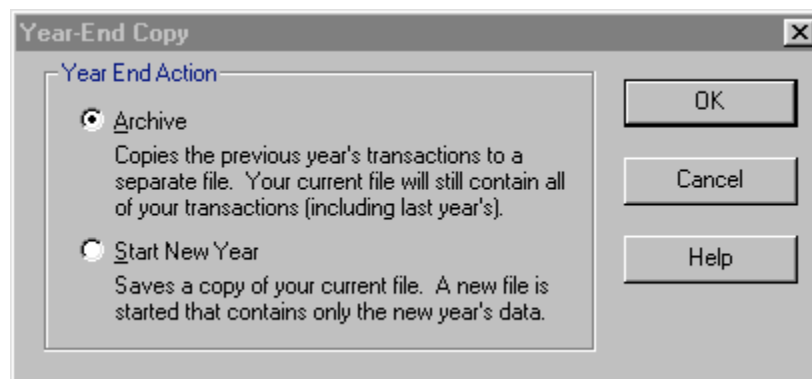 Year-End Copy
Year End Action
Archive
Copies the previous year's transactions to a
separate file. Your current file will still contain all
of your transactions (including last year's).
Start New Year
Saves a copy of your current file. A new file is
started that contains only the new year's data.
OK
Cancel
Help